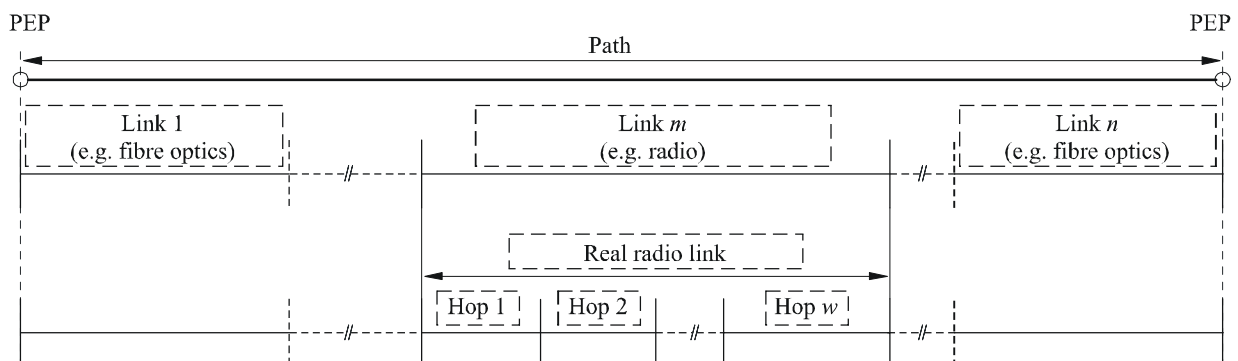 PEP
PEP
Path
Link 1
(e.g. fibre optics)
Link m
(e.g. radio)
Link n
(e.g. fibre optics)
Real radio link
Hop 1
Hop 2
Hop w